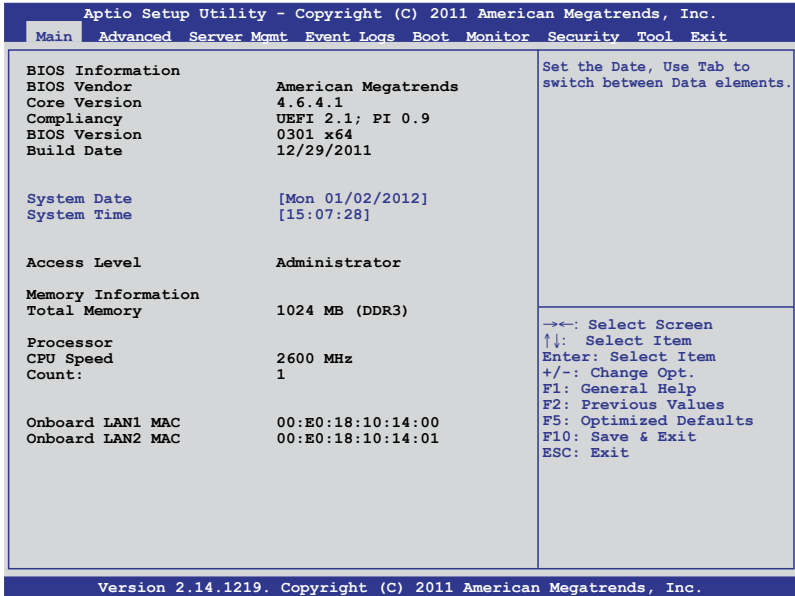 Aptio Setup Utility - Copyright (C) 2011 American Megatrends, Inc.
Main Advanced Server Mgmt Event Logs Boot Monitor Security Tool Exit
BIOS Information
BIOS Vendor American Megatrends
Core Version 4.6.4.1
Compliancy UEFI 2.1; PI 0.9
BIOS Version 0301 x64
Build Date 12/29/2011
System Date [Mon 01/02/2012]
System Time [15:07:28]
Access Level Administrator
Memory Information
Total Memory 1024 MB (DDR3)
Processor
CPU Speed 2600 MHz
Count: 1
Onboard LAN1 MAC 00:E0:18:10:14:00
Onboard LAN2 MAC 00:E0:18:10:14:01
Set the Date, Use Tab to
switch between Data elements.
→←: Select Screen
↑↓: Select Item
Enter: Select Item
+/-: Change Opt.
F1: General Help
F2: Previous Values
F5: Optimized Defaults
F10: Save & Exit
ESC: Exit
Version 2.14.1219. Copyright (C) 2011 American Megatrends, Inc.